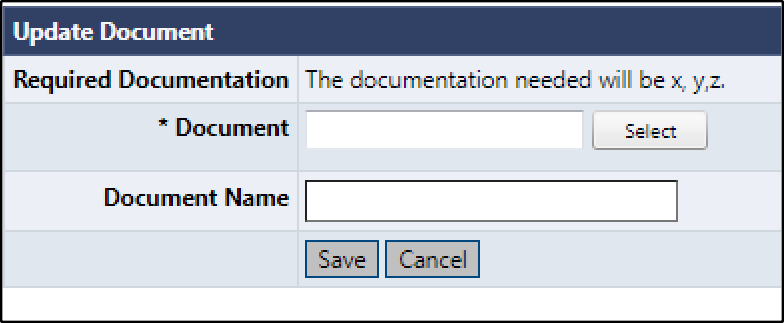 Update Document
Required Documentation The documentation needed will be x, y,z.
* Document Select
Document Name
Save Cancel